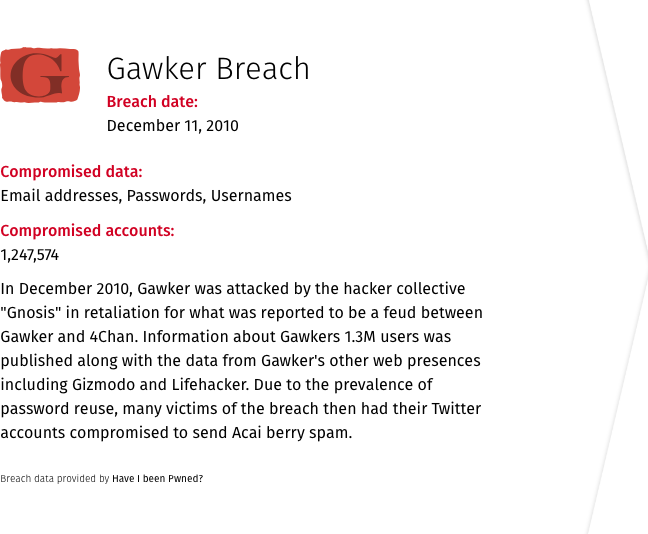 G
Gawker Breach
Breach date:
December 11, 2010
Compromised data:
Email addresses, Passwords, Usernames
Compromised accounts:
1,247,574
In December 2010, Gawker was attacked by the hacker collective
"Gnosis" in retaliation for what was reported to be a feud between
Gawker and 4Chan. Information about Gawkers 1.3M users was
published along with the data from Gawker's other web presences
including Gizmodo and Lifehacker. Due to the prevalence of
password reuse, many victims of the breach then had their Twitter
accounts compromised to send Acai berry spam.
Breach data provided by Have I been Pwned?